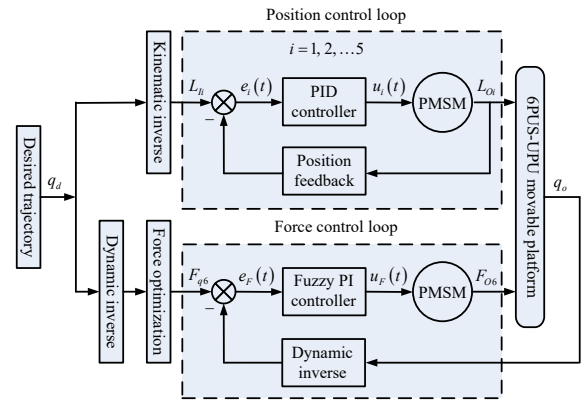 Position control loop
i = 1, 2, …5
Desired trajectory
q_d
Kinematic inverse
L_{Ii}
e_i(t)
−
PID
controller
u_i(t)
PMSM
L_{Oi}
Position
feedback
6PUS-UPU movable platform
q_o
Force control loop
Dynamic inverse
Force optimization
F_{q6}
e_F(t)
−
Fuzzy PI
controller
u_F(t)
PMSM
F_{O6}
Dynamic
inverse